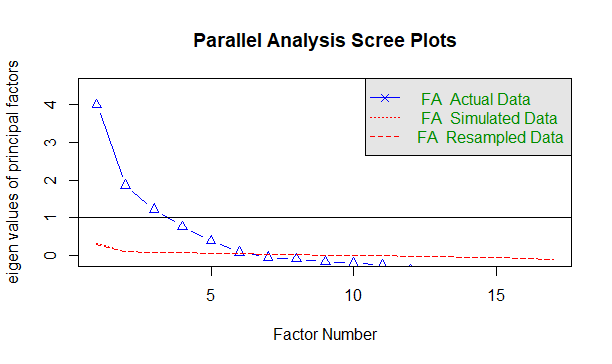 Parallel Analysis Scree Plots
eigen values of principal factors
4
3
2
1
0
FA Actual Data
FA Simulated Data
FA Resampled Data
5
10
15
Factor Number